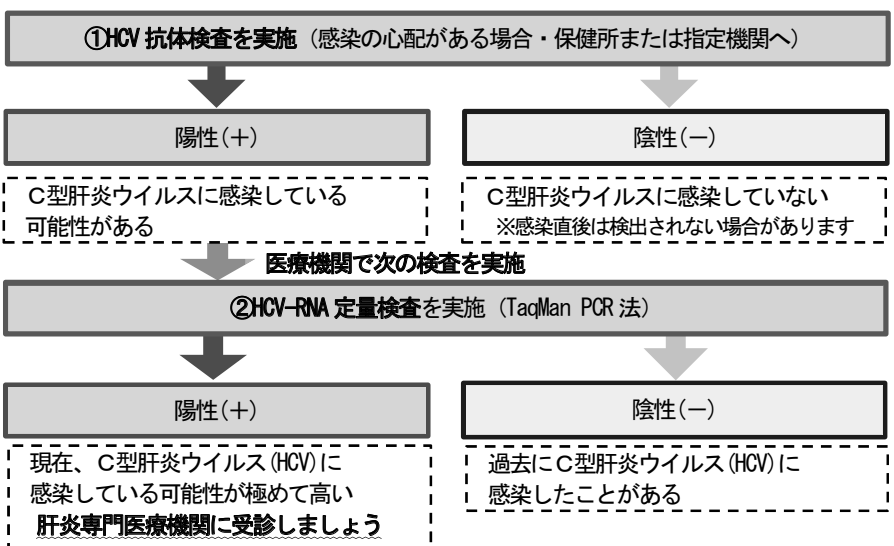 ①HCV 抗体検査を実施（感染の心配がある場合・保健所または指定機関へ）
陽性(＋)
陰性(－)
Ｃ型肝炎ウイルスに感染している
可能性がある
Ｃ型肝炎ウイルスに感染していない
※感染直後は検出されない場合があります
医療機関で次の検査を実施
②HCV-RNA 定量検査を実施（TaqMan PCR 法）
陽性(＋)
陰性(－)
現在、Ｃ型肝炎ウイルス(HCV)に
感染している可能性が極めて高い
肝炎専門医療機関に受診しましょう
過去にＣ型肝炎ウイルス(HCV)に
感染したことがある